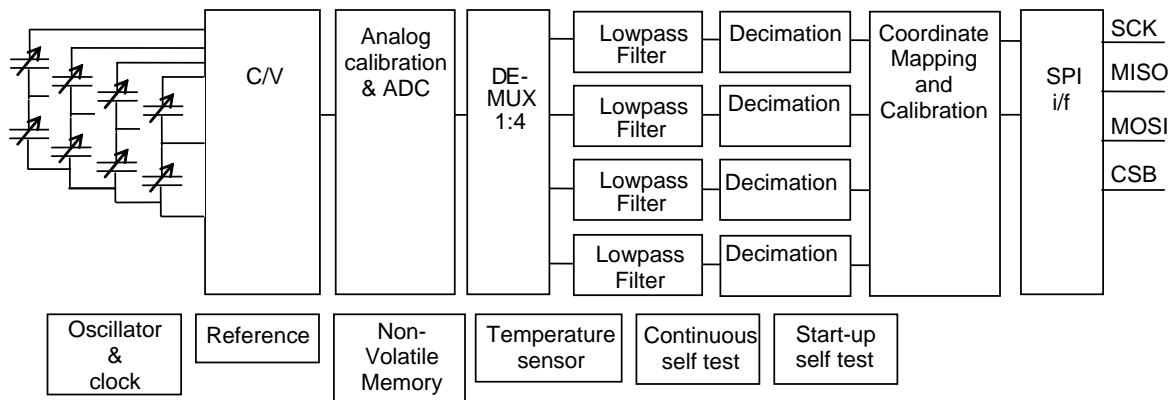 C/V
Analog
calibration
& ADC
DE-
MUX
1:4
Lowpass
Filter
Decimation
Lowpass
Filter
Decimation
Lowpass
Filter
Decimation
Lowpass
Filter
Decimation
Coordinate
Mapping
and
Calibration
SPI
i/f
SCK
MISO
MOSI
CSB
Oscillator
&
clock
Reference
Non-
Volatile
Memory
Temperature
sensor
Continuous
self test
Start-up
self test